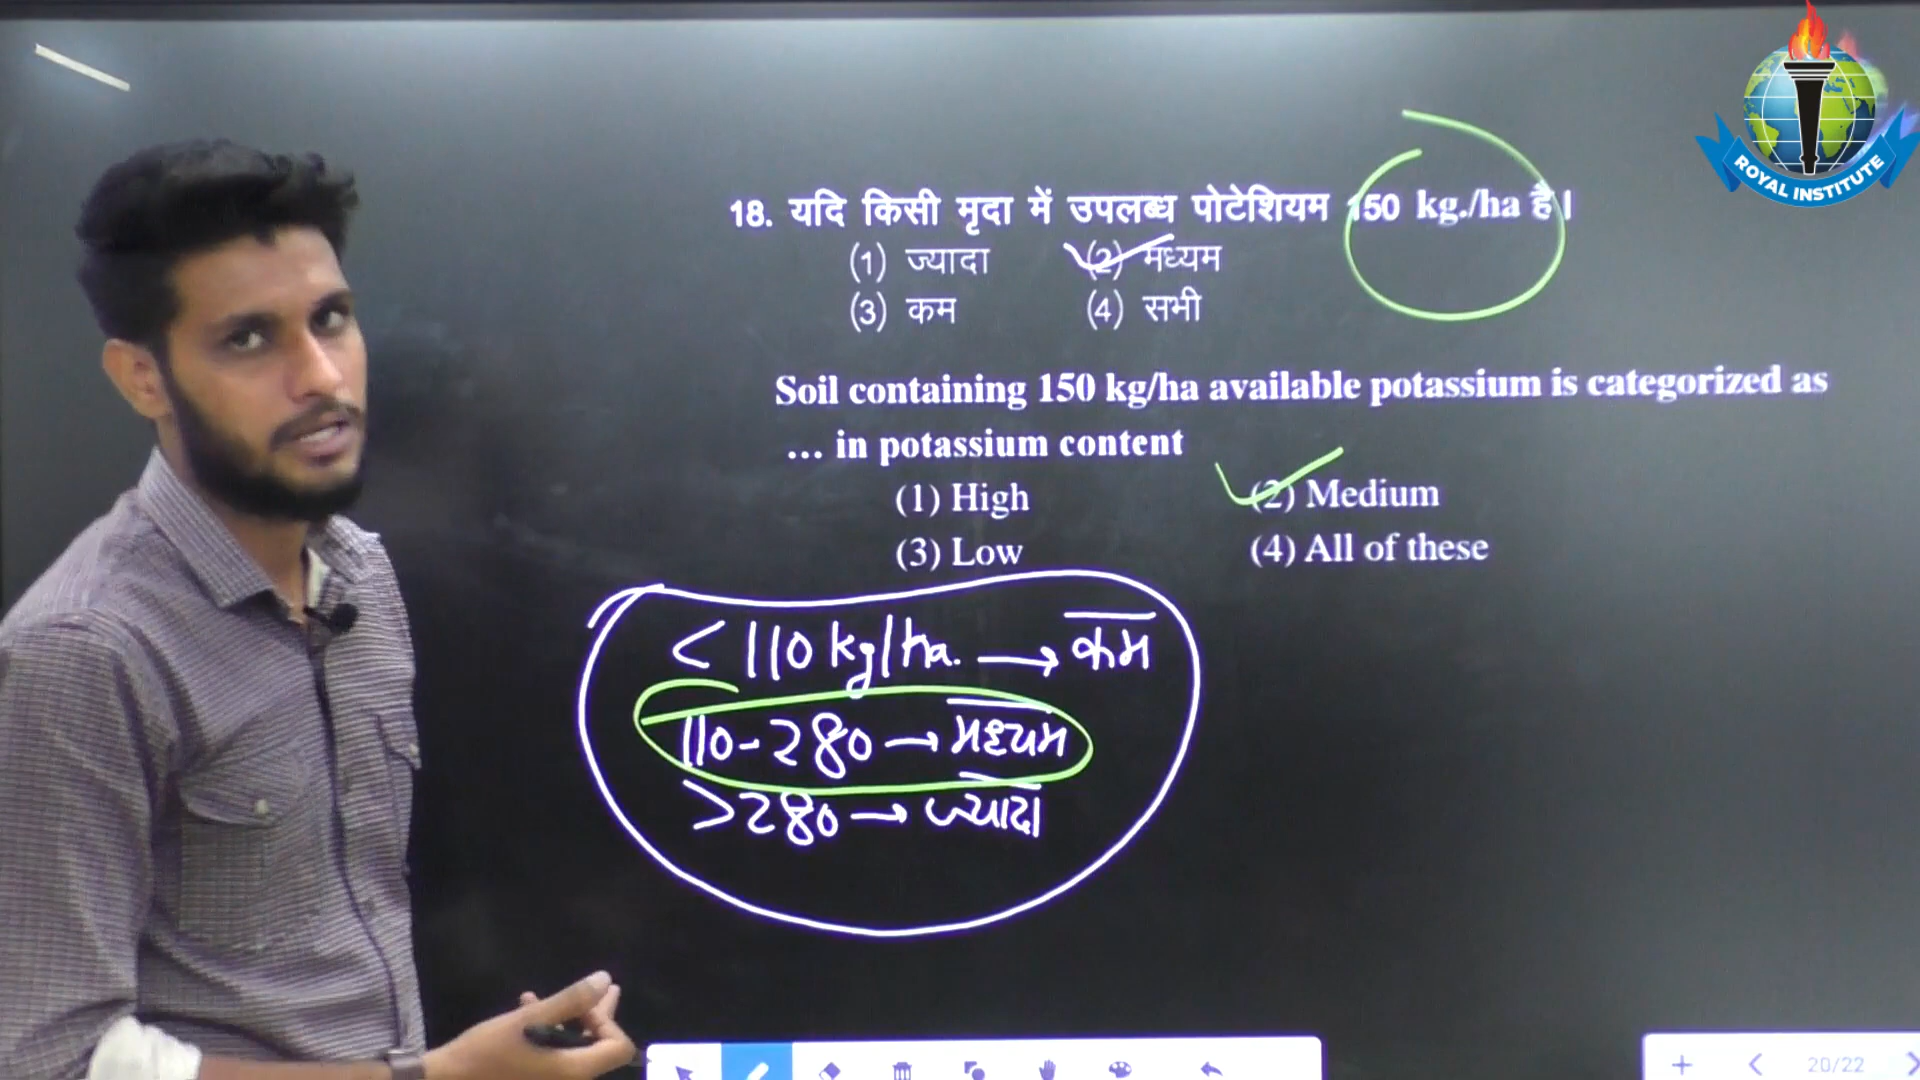 ROYAL INSTITUTE
18. यदि किसी मृदा में उपलब्ध पोटेशियम 150 kg./ha है।
(1) ज्यादा (2) मध्यम
(3) कम (4) सभी
Soil containing 150 kg/ha available potassium is categorized as
... in potassium content
(1) High (2) Medium
(3) Low (4) All of these
< 110 kg/ha. → कम
110-280 → मध्यम
>280 → ज्यादा
20/22